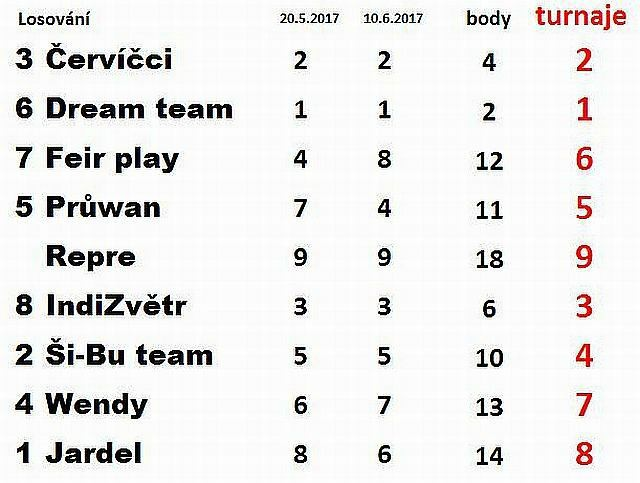 Losování 20.5.2017 10.6.2017 body turnaje
3 Červíčci 2 2 4 2
6 Dream team 1 1 2 1
7 Feir play 4 8 12 6
5 Průwan 7 4 11 5
Repre 9 9 18 9
8 IndiZvětr 3 3 6 3
2 Ši-Bu team 5 5 10 4
4 Wendy 6 7 13 7
1 Jardel 8 6 14 8